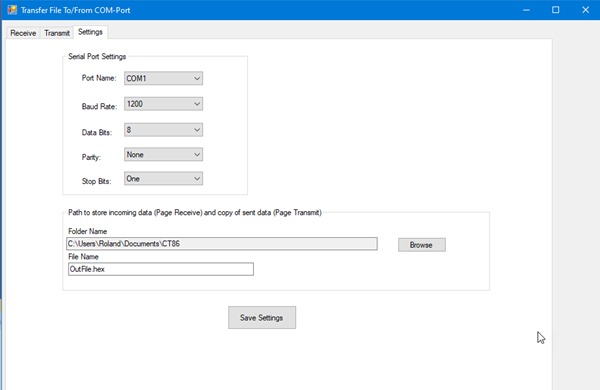 Transfer File To/From COM-Port
Receive Transmit Settings
Serial Port Settings
Port Name: COM1
Baud Rate: 1200
Data Bits: 8
Parity: None
Stop Bits: One
Path to store incoming data (Page Receive) and copy of sent data (Page Transmit)
Folder Name
C:\Users\Roland\Documents\CT86 Browse
File Name
OutFile.hex
Save Settings